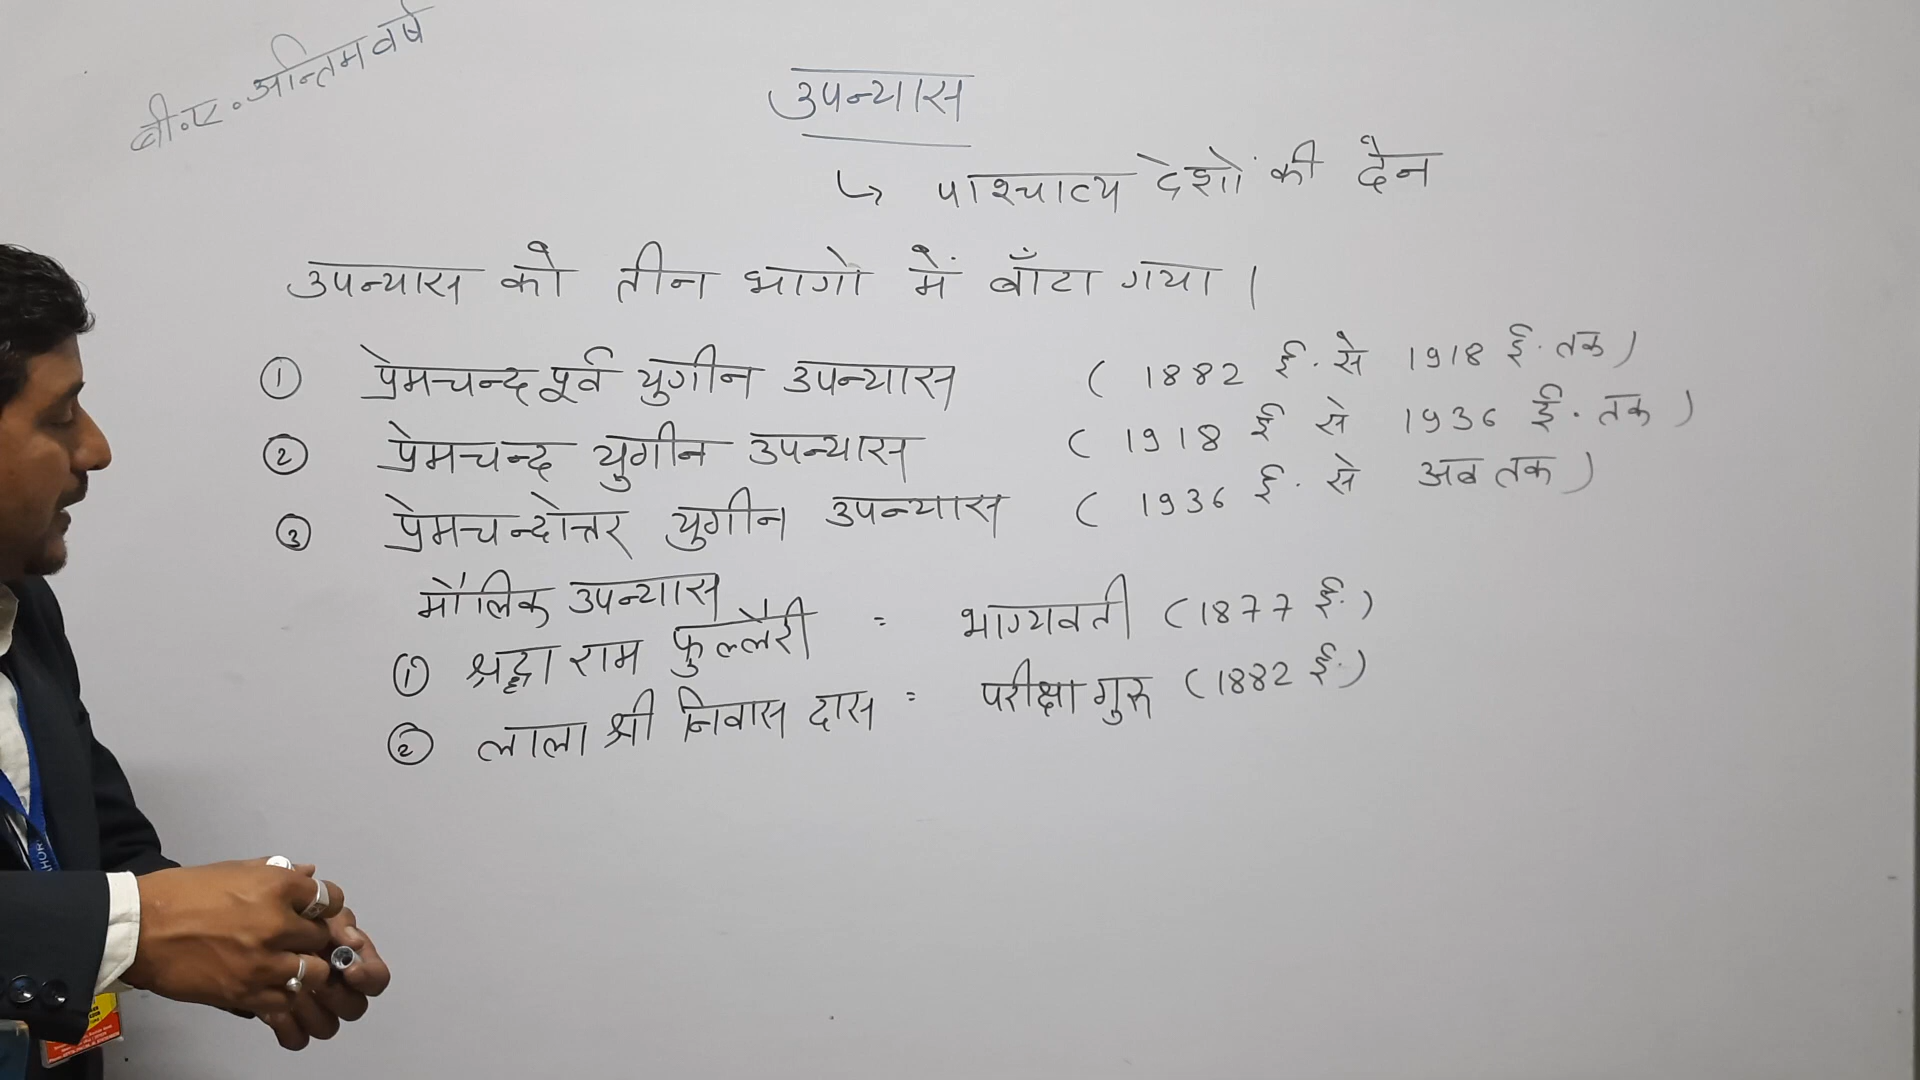 बी.ए. अन्तिम वर्ष
उपन्यास
↳ पाश्चात्य देशों की देन
उपन्यास को तीन भागो में बाँटा गया ।
① प्रेमचन्द पूर्व युगीन उपन्यास ( 1882 ई. से 1918 ई. तक )
② प्रेमचन्द युगीन उपन्यास ( 1918 ई से 1936 ई. तक )
③ प्रेमचन्दोत्तर युगीन उपन्यास ( 1936 ई. से अब तक )
मौलिक उपन्यास
① श्रद्धा राम फुल्लैरी = भाग्यवती ( 1877 ई. )
② लाला श्री निवास दास = परीक्षा गुरु ( 1882 ई. )